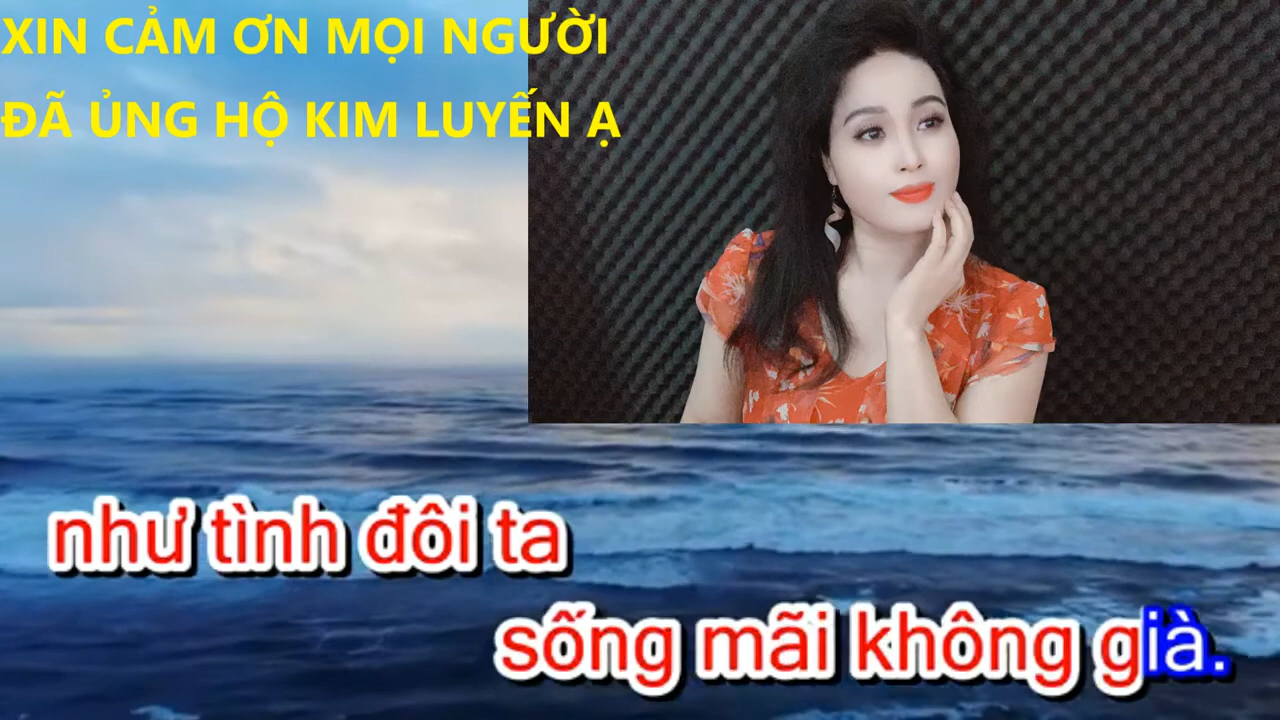 XIN CẢM ƠN MỌI NGƯỜI
ĐÃ ỦNG HỘ KIM LUYẾN Ạ
như tình đôi ta
sống mãi không già.